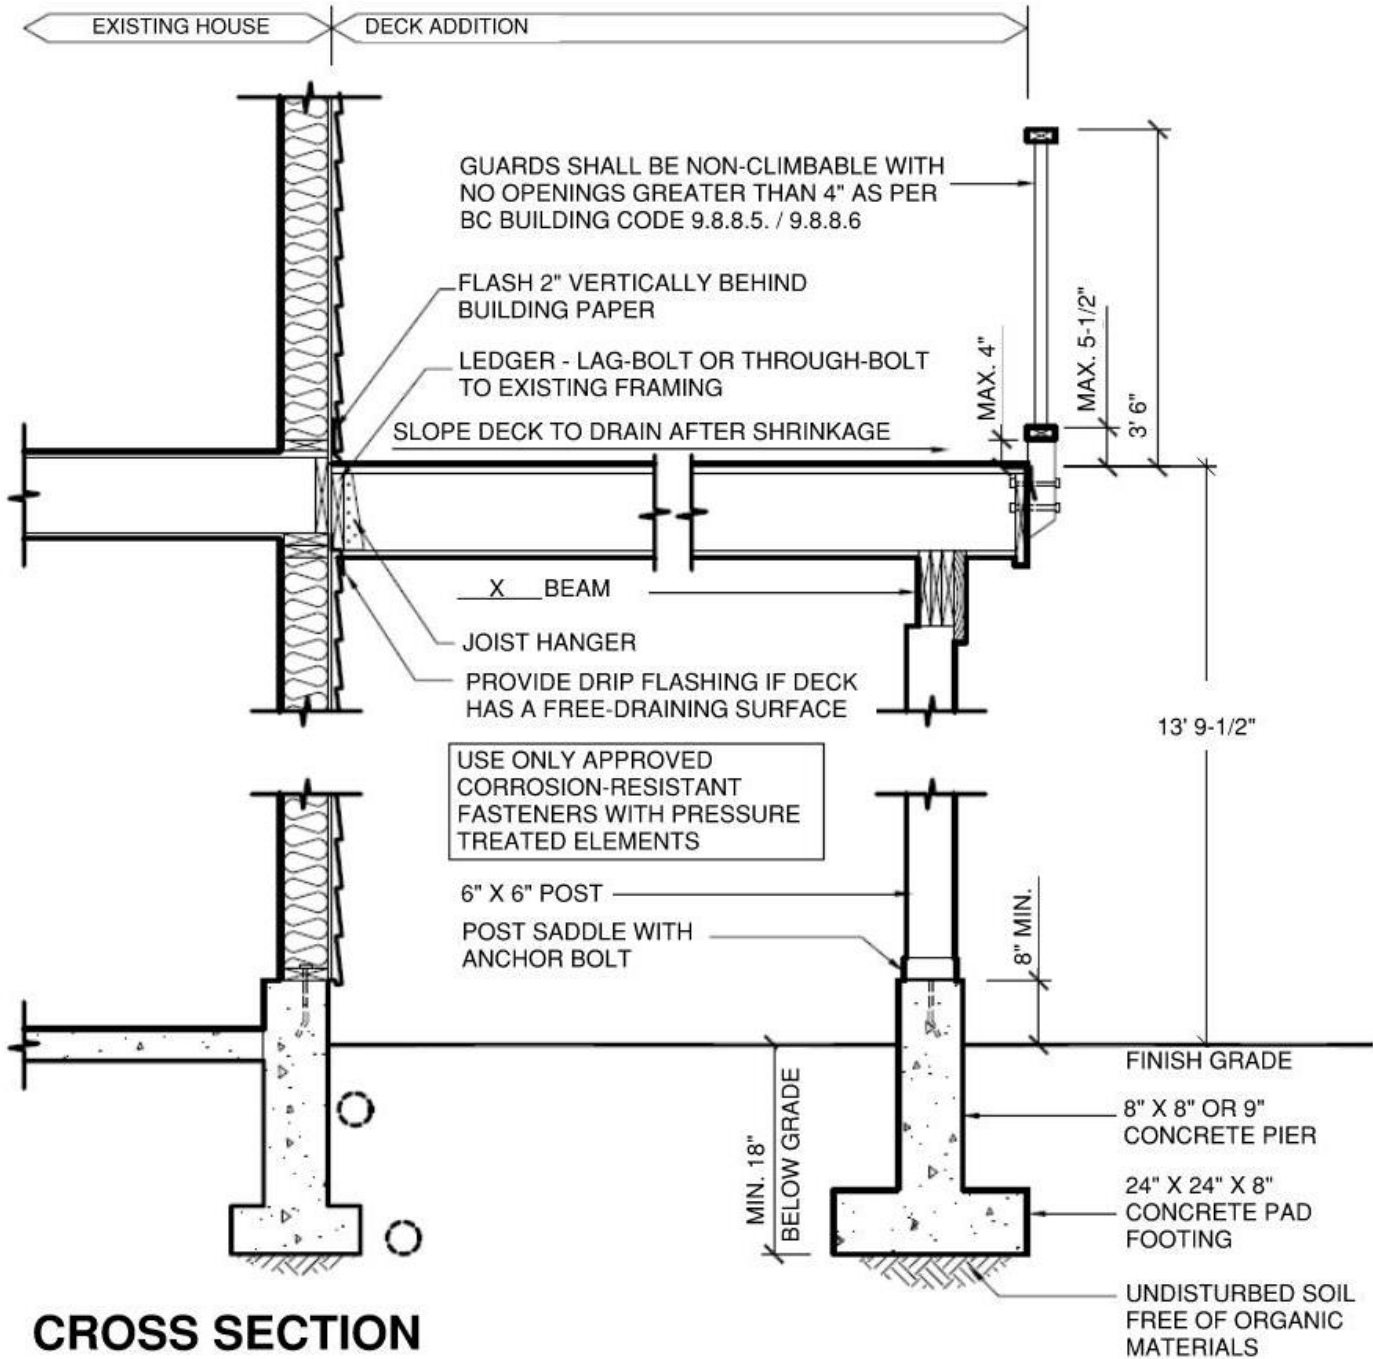 EXISTING HOUSE
DECK ADDITION
GUARDS SHALL BE NON-CLIMBABLE WITH
NO OPENINGS GREATER THAN 4" AS PER
BC BUILDING CODE 9.8.8.5. / 9.8.8.6
FLASH 2" VERTICALLY BEHIND
BUILDING PAPER
LEDGER - LAG-BOLT OR THROUGH-BOLT
TO EXISTING FRAMING
SLOPE DECK TO DRAIN AFTER SHRINKAGE
MAX. 4"
MAX. 5-1/2"
3' 6"
X BEAM
JOIST HANGER
PROVIDE DRIP FLASHING IF DECK
HAS A FREE-DRAINING SURFACE
13' 9-1/2"
USE ONLY APPROVED
CORROSION-RESISTANT
FASTENERS WITH PRESSURE
TREATED ELEMENTS
6" X 6" POST
POST SADDLE WITH
ANCHOR BOLT
8" MIN.
FINISH GRADE
8" X 8" OR 9"
CONCRETE PIER
MIN. 18"
BELOW GRADE
24" X 24" X 8"
CONCRETE PAD
FOOTING
UNDISTURBED SOIL
FREE OF ORGANIC
MATERIALS
CROSS SECTION